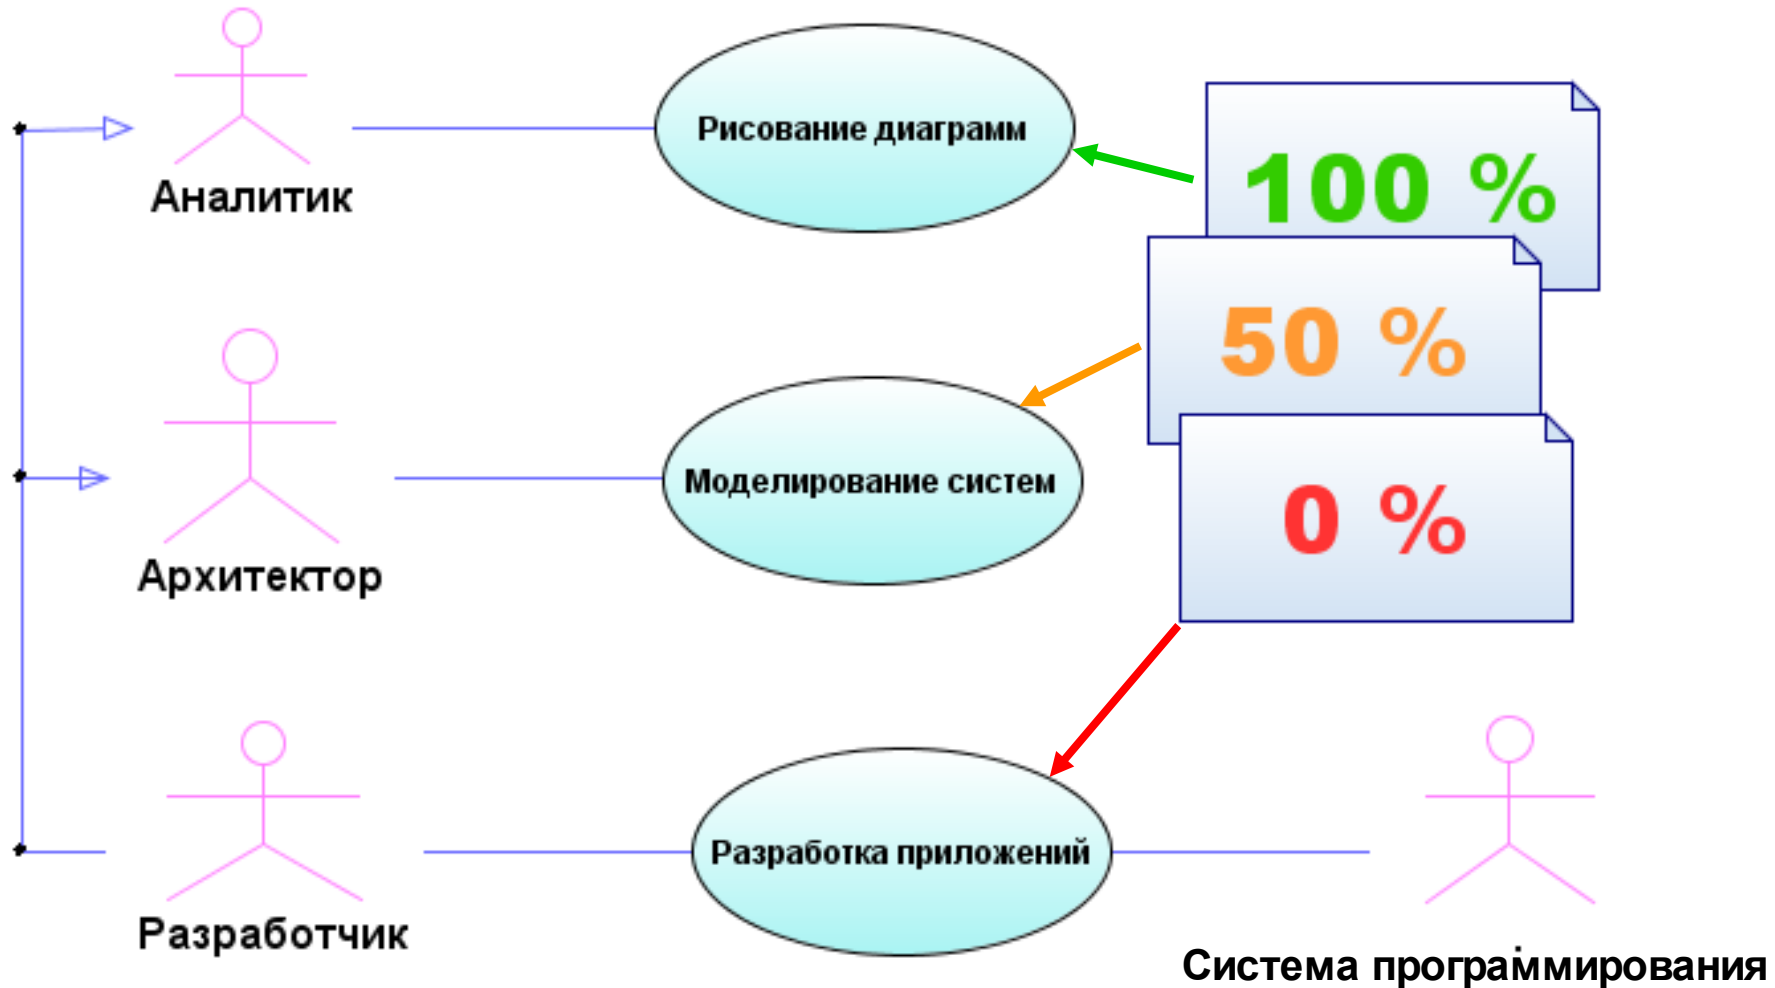 Рисование диаграмм
100 %
Аналитик
50 %
Моделирование систем
0 %
Архитектор
Разработка приложений
Разработчик
Система программирования